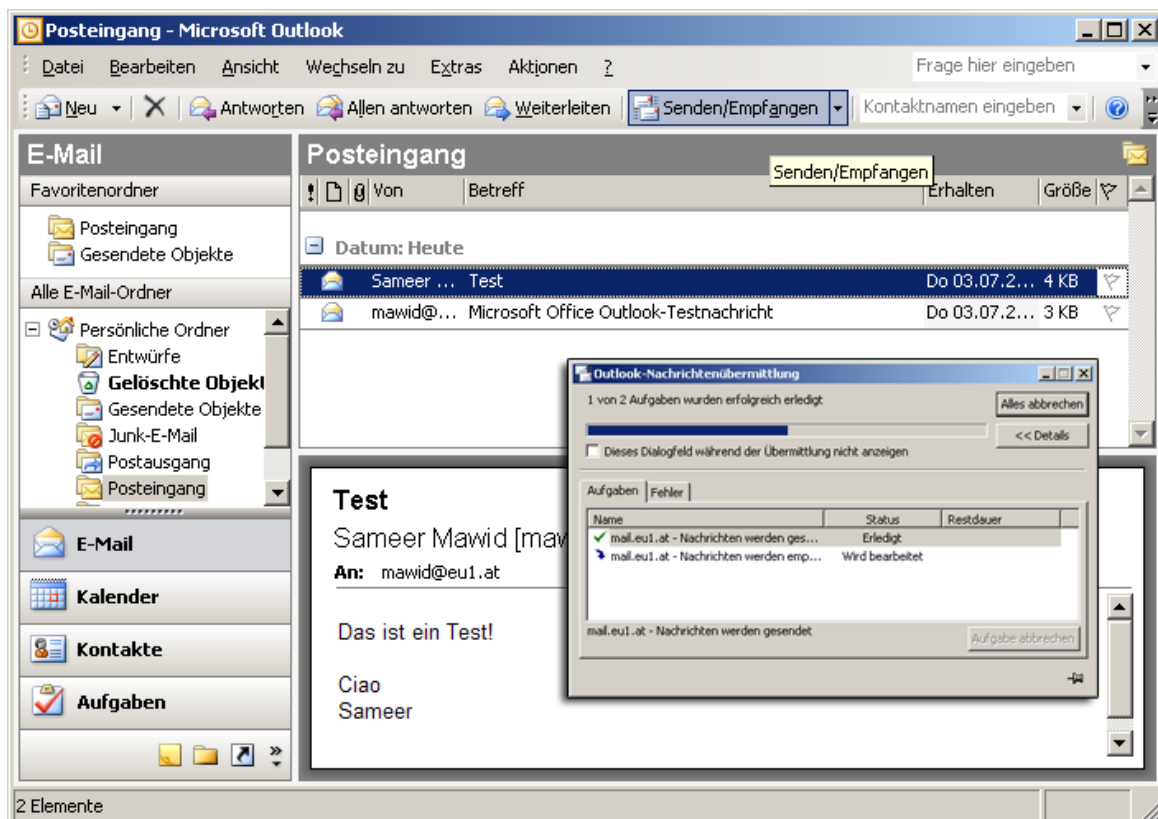 Posteingang - Microsoft Outlook
Datei Bearbeiten Ansicht Wechseln zu Extras Aktionen ? Frage hier eingeben
Neu Antworten Allen antworten Weiterleiten Senden/Empfangen Kontaktnamen eingeben
E-Mail
Favoritenordner
Posteingang
Gesendete Objekte
Alle E-Mail-Ordner
Persönliche Ordner
Entwürfe
Gelöschte Objekt
Gesendete Objekte
Junk-E-Mail
Postausgang
Posteingang
E-Mail
Kalender
Kontakte
Aufgaben
Posteingang
Senden/Empfangen
Von Betreff Erhalten Größe
Datum: Heute
Sameer ... Test Do 03.07.2... 4 KB
mawid@... Microsoft Office Outlook-Testnachricht Do 03.07.2... 3 KB
Test
Sameer Mawid [maw
An: mawid@eu1.at
Das ist ein Test!
Ciao
Sameer
Outlook-Nachrichtenübermittlung
1 von 2 Aufgaben wurden erfolgreich erledigt
Alles abbrechen
<< Details
Dieses Dialogfeld während der Übermittlung nicht anzeigen
Aufgaben Fehler
Name Status Restdauer
mail.eu1.at - Nachrichten werden ges... Erledigt
mail.eu1.at - Nachrichten werden emp... Wird bearbeitet
mail.eu1.at - Nachrichten werden gesendet
Aufgabe abbrechen
2 Elemente